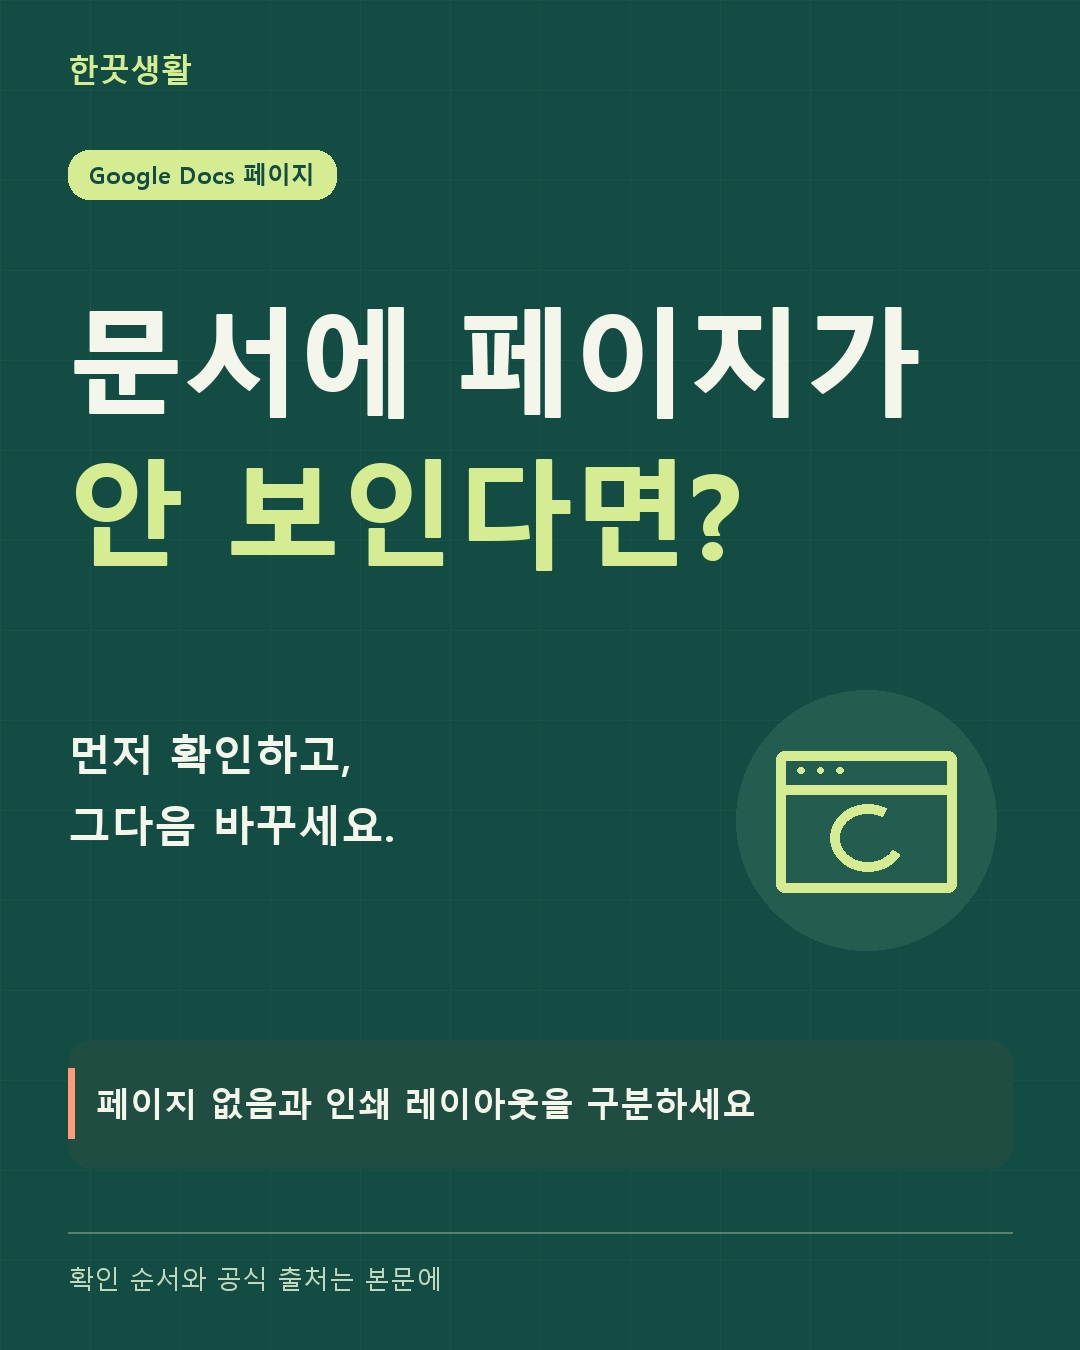 한끗생활
Google Docs 페이지
문서에 페이지가
안 보인다면?
먼저 확인하고,
그다음 바꾸세요.
페이지 없음과 인쇄 레이아웃을 구분하세요
확인 순서와 공식 출처는 본문에